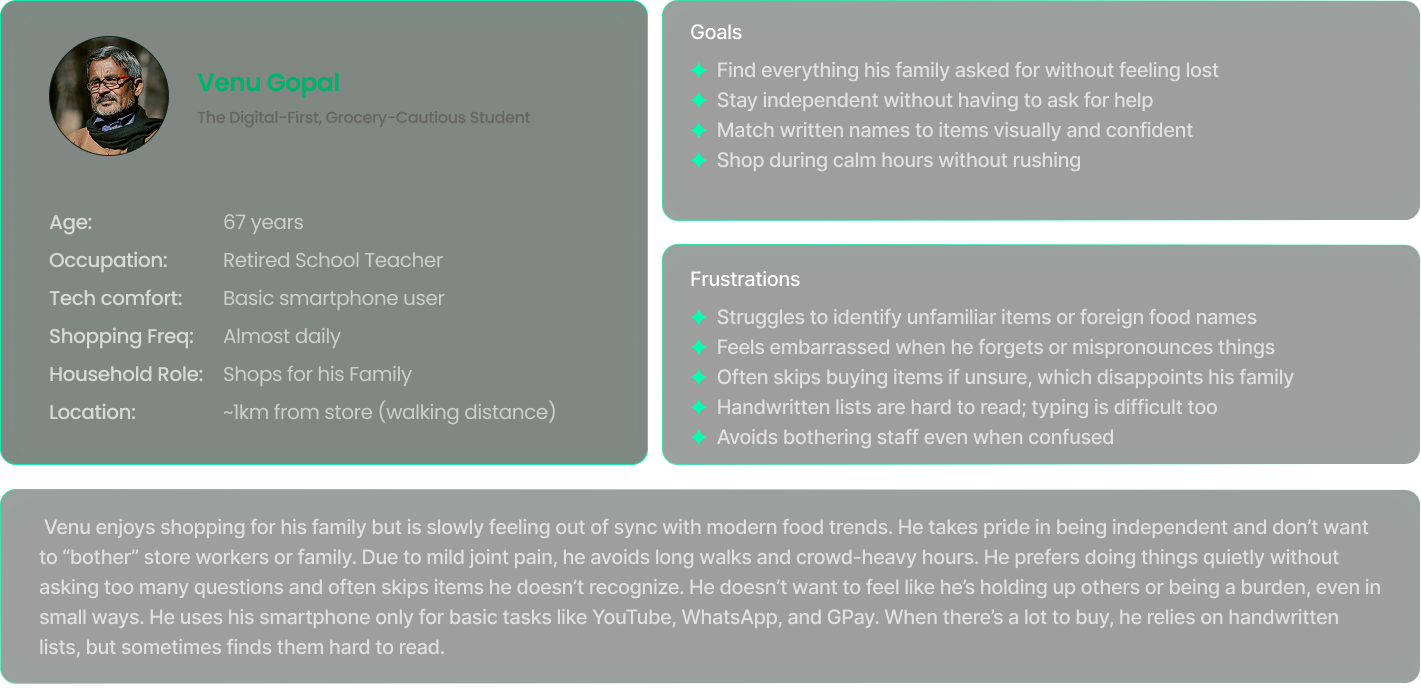 Venu Gopal
The Digital-First, Grocery-Cautious Student
Age: 67 years
Occupation: Retired School Teacher
Tech comfort: Basic smartphone user
Shopping Freq: Almost daily
Household Role: Shops for his Family
Location: ~1km from store (walking distance)
Goals
Find everything his family asked for without feeling lost
Stay independent without having to ask for help
Match written names to items visually and confident
Shop during calm hours without rushing
Frustrations
Struggles to identify unfamiliar items or foreign food names
Feels embarrassed when he forgets or mispronounces things
Often skips buying items if unsure, which disappoints his family
Handwritten lists are hard to read; typing is difficult too
Avoids bothering staff even when confused
Venu enjoys shopping for his family but is slowly feeling out of sync with modern food trends. He takes pride in being independent and don’t want
to “bother” store workers or family. Due to mild joint pain, he avoids long walks and crowd-heavy hours. He prefers doing things quietly without
asking too many questions and often skips items he doesn’t recognize. He doesn’t want to feel like he’s holding up others or being a burden, even in
small ways. He uses his smartphone only for basic tasks like YouTube, WhatsApp, and GPay. When there’s a lot to buy, he relies on handwritten
lists, but sometimes finds them hard to read.